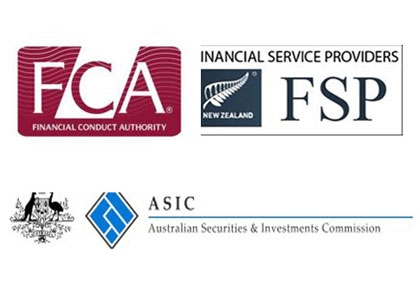 FCA®
FINANCIAL CONDUCT AUTHORITY
INANCIAL SERVICE PROVIDERS
NEW ZEALAND
FSP
ASIC
Australian Securities & Investments Commission